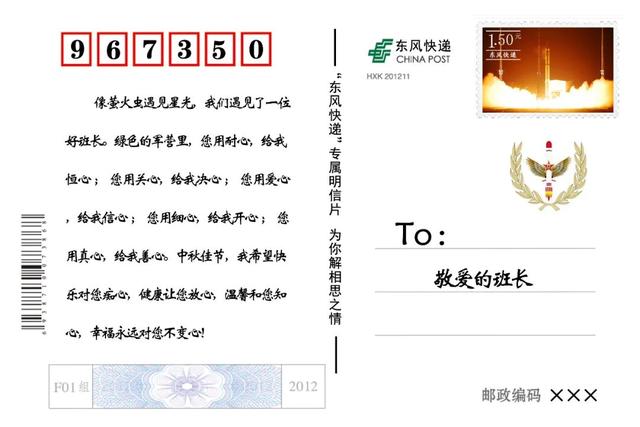 967350
像萤火虫遇见星光，我们遇见了一位
好班长。绿色的军营里，您用耐心，给我
恒心；您用关心，给我决心；您用爱心
，给我信心；您用细心，给我开心；您
用真心，给我善心。中秋佳节，我希望快
乐对您痴心，健康让您放心，温馨和您知
心，幸福永远对您不变心!
F01组
2012
“东风快递”专属明信片 为你解相思之情
东风快递
CHINA POST
HXK 201211
1.50元
东风快递
To:
敬爱的班长
邮政编码 ×××